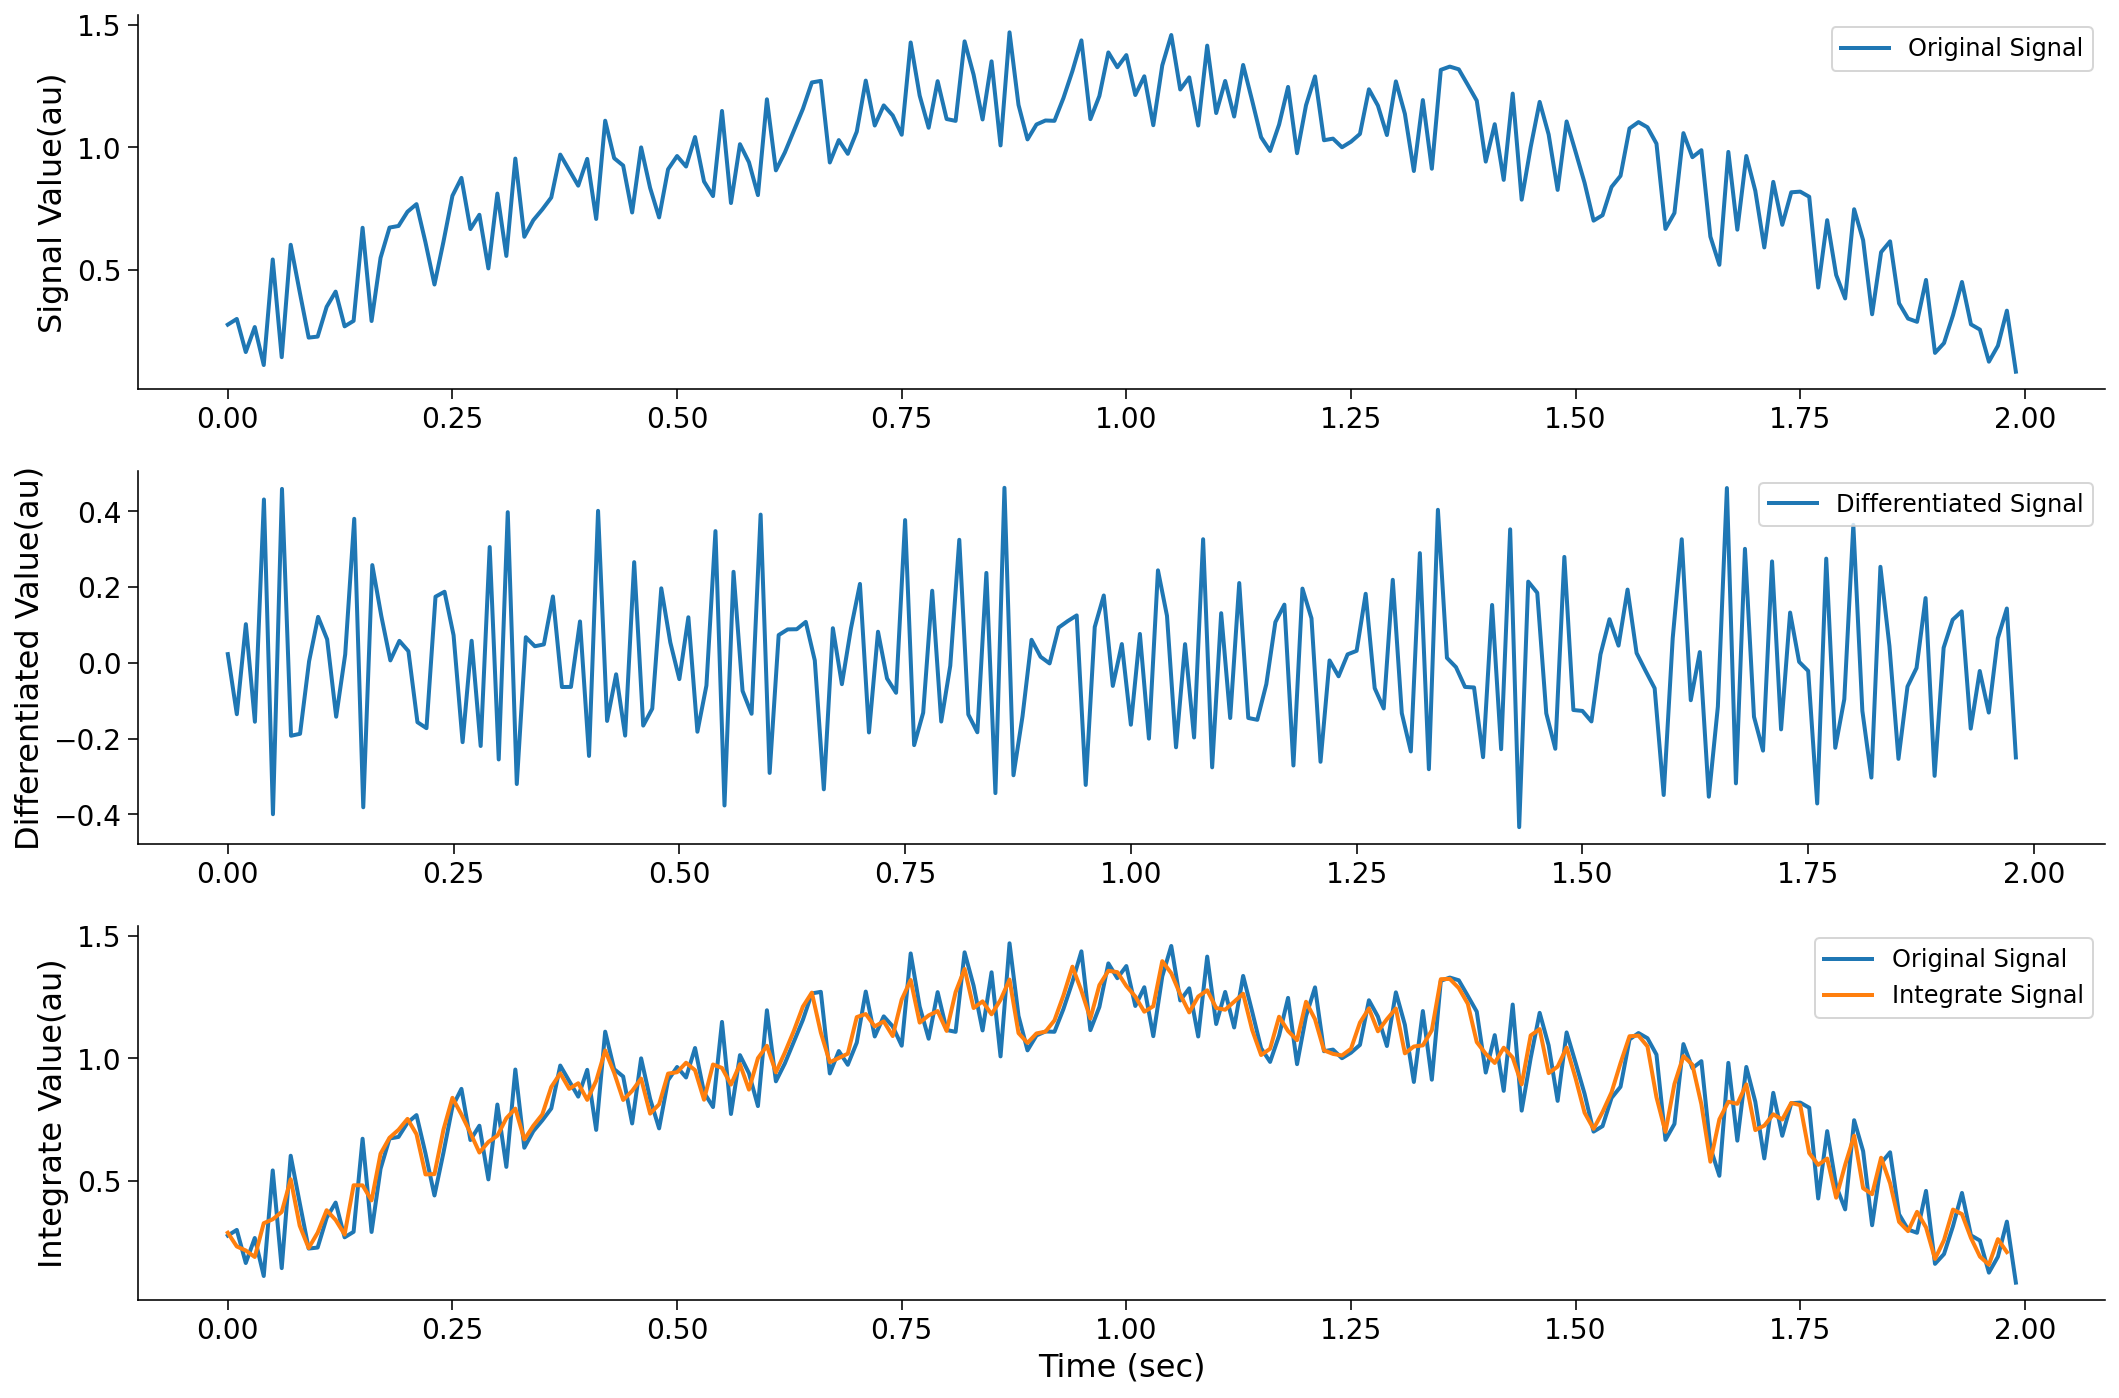 Signal Value(au)
1.5
1.0
0.5
Original Signal
0.00 0.25 0.50 0.75 1.00 1.25 1.50 1.75 2.00
Differentiated Value(au)
0.4
0.2
0.0
−0.2
−0.4
Differentiated Signal
0.00 0.25 0.50 0.75 1.00 1.25 1.50 1.75 2.00
Integrate Value(au)
1.5
1.0
0.5
Original Signal
Integrate Signal
0.00 0.25 0.50 0.75 1.00 1.25 1.50 1.75 2.00
Time (sec)